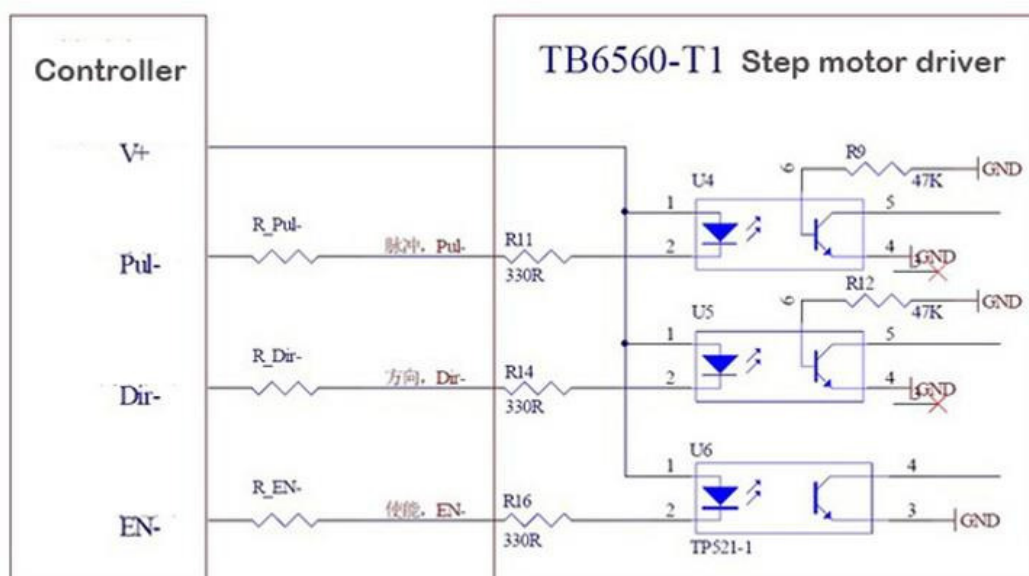 Controller
TB6560-T1 Step motor driver
V+
R9
GND
47K
6
U4
1
5
R_Pul-
脉冲，Pul-
R11
330R
2
4
GND
Pul-
R12
GND
47K
6
U5
1
5
R_Dir-
方向，Dir-
R14
330R
2
4
GND
Dir-
U6
1
4
R_EN-
使能，EN-
R16
330R
2
3
GND
EN-
TP521-1